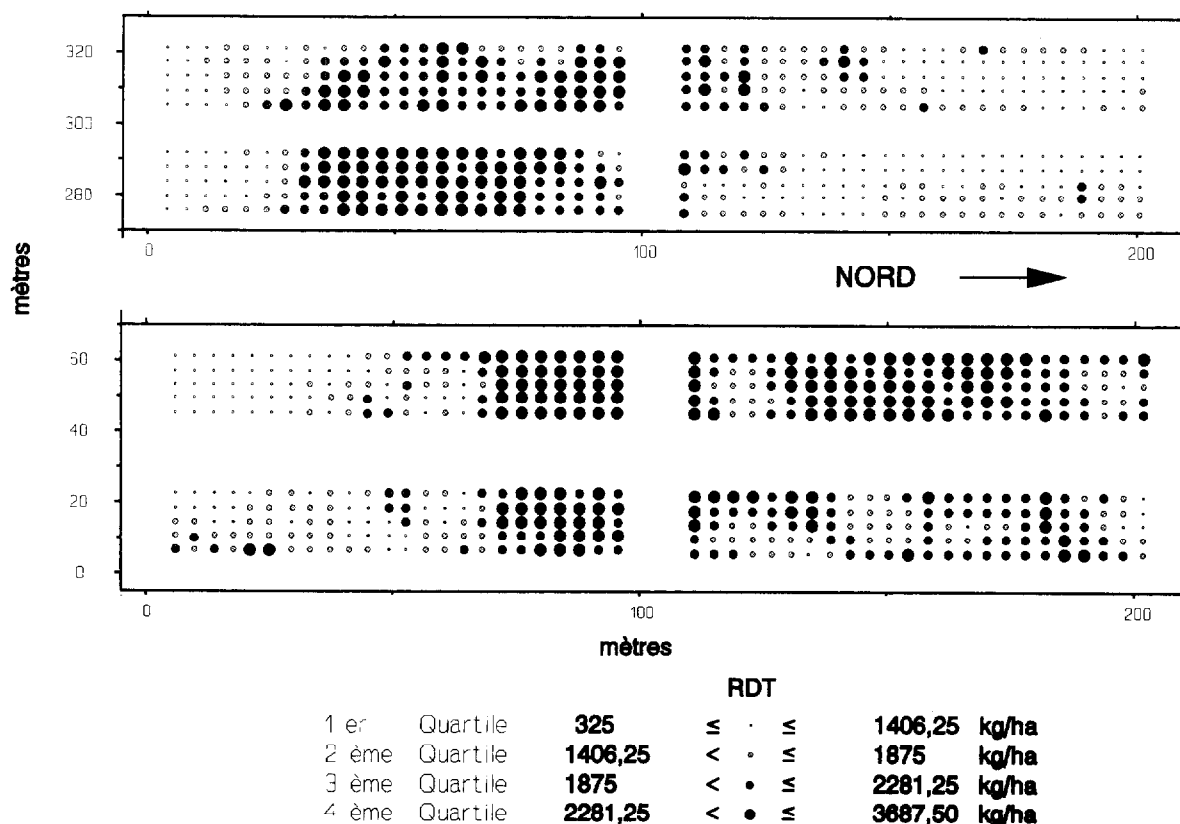 320
303
280
mètres
0 100 200
NORD
60
40
20
0
0 100 200
mètres
RDT
1 er Quartile 325 ≤ · ≤ 1406,25 kg/ha
2 ème Quartile 1406,25 < ≤ 1875 kg/ha
3 ème Quartile 1875 < ≤ 2281,25 kg/ha
4 ème Quartile 2281,25 < ≤ 3687,50 kg/ha